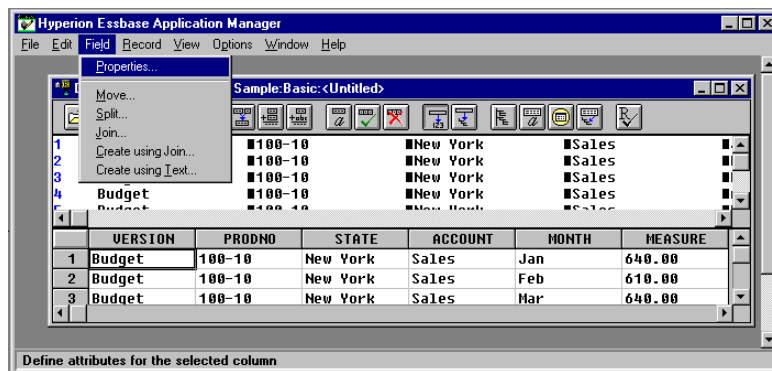 Hyperion Essbase Application Manager
File Edit Field Record View Options Window Help
Properties...
Move...
Split...
Join...
Create using Join...
Create using Text...
Sample:Basic:<Untitled>
1 100-10 New York Sales
2 100-10 New York Sales
3 100-10 New York Sales
4 Budget 100-10 New York Sales
VERSION PRODNO STATE ACCOUNT MONTH MEASURE
1 Budget 100-10 New York Sales Jan 640.00
2 Budget 100-10 New York Sales Feb 610.00
3 Budget 100-10 New York Sales Mar 640.00
Define attributes for the selected column